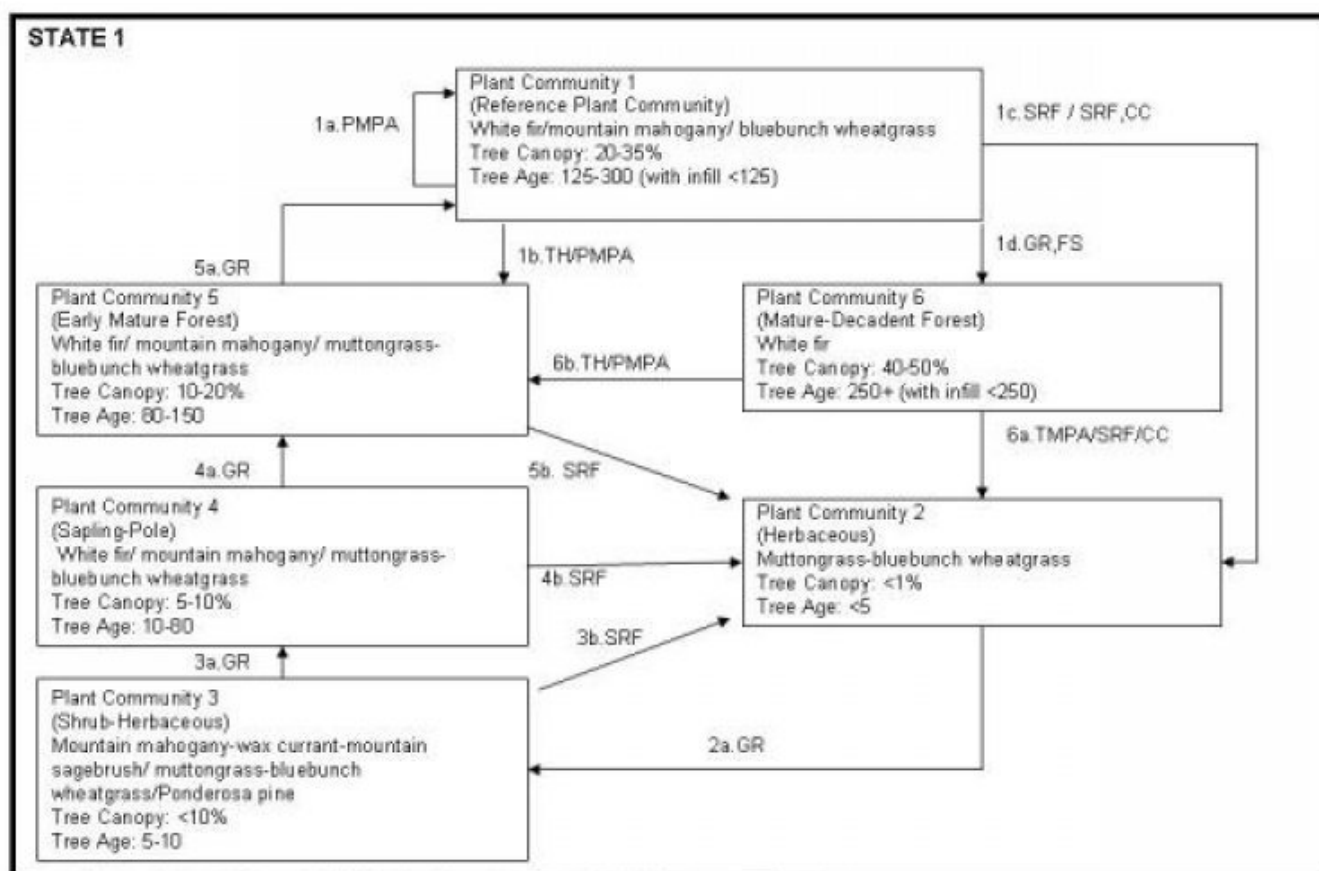 STATE 1
Plant Community 1
(Reference Plant Community)
White fir/mountain mahogany/ bluebunch wheatgrass
Tree Canopy: 20-35%
Tree Age: 125-300 (with infill <125)
1a.PMPA
1c.SRF / SRF,CC
5a.GR
1b.TH/PMPA
1d.GR,FS
Plant Community 5
(Early Mature Forest)
White fir/ mountain mahogany/ muttongrass-
bluebunch wheatgrass
Tree Canopy: 10-20%
Tree Age: 80-150
6b.TH/PMPA
Plant Community 6
(Mature-Decadent Forest)
White fir
Tree Canopy: 40-50%
Tree Age: 250+ (with infill <250)
4a.GR
5b. SRF
6a.TMPA/SRF/CC
Plant Community 4
(Sapling-Pole)
White fir/ mountain mahogany/ muttongrass-
bluebunch wheatgrass
Tree Canopy: 5-10%
Tree Age: 10-80
4b.SRF
Plant Community 2
(Herbaceous)
Muttongrass-bluebunch wheatgrass
Tree Canopy: <1%
Tree Age: <5
3a.GR
3b.SRF
Plant Community 3
(Shrub-Herbaceous)
Mountain mahogany-wax currant-mountain
sagebrush/ muttongrass-bluebunch
wheatgrass/Ponderosa pine
Tree Canopy: <10%
Tree Age: 5-10
2a.GR